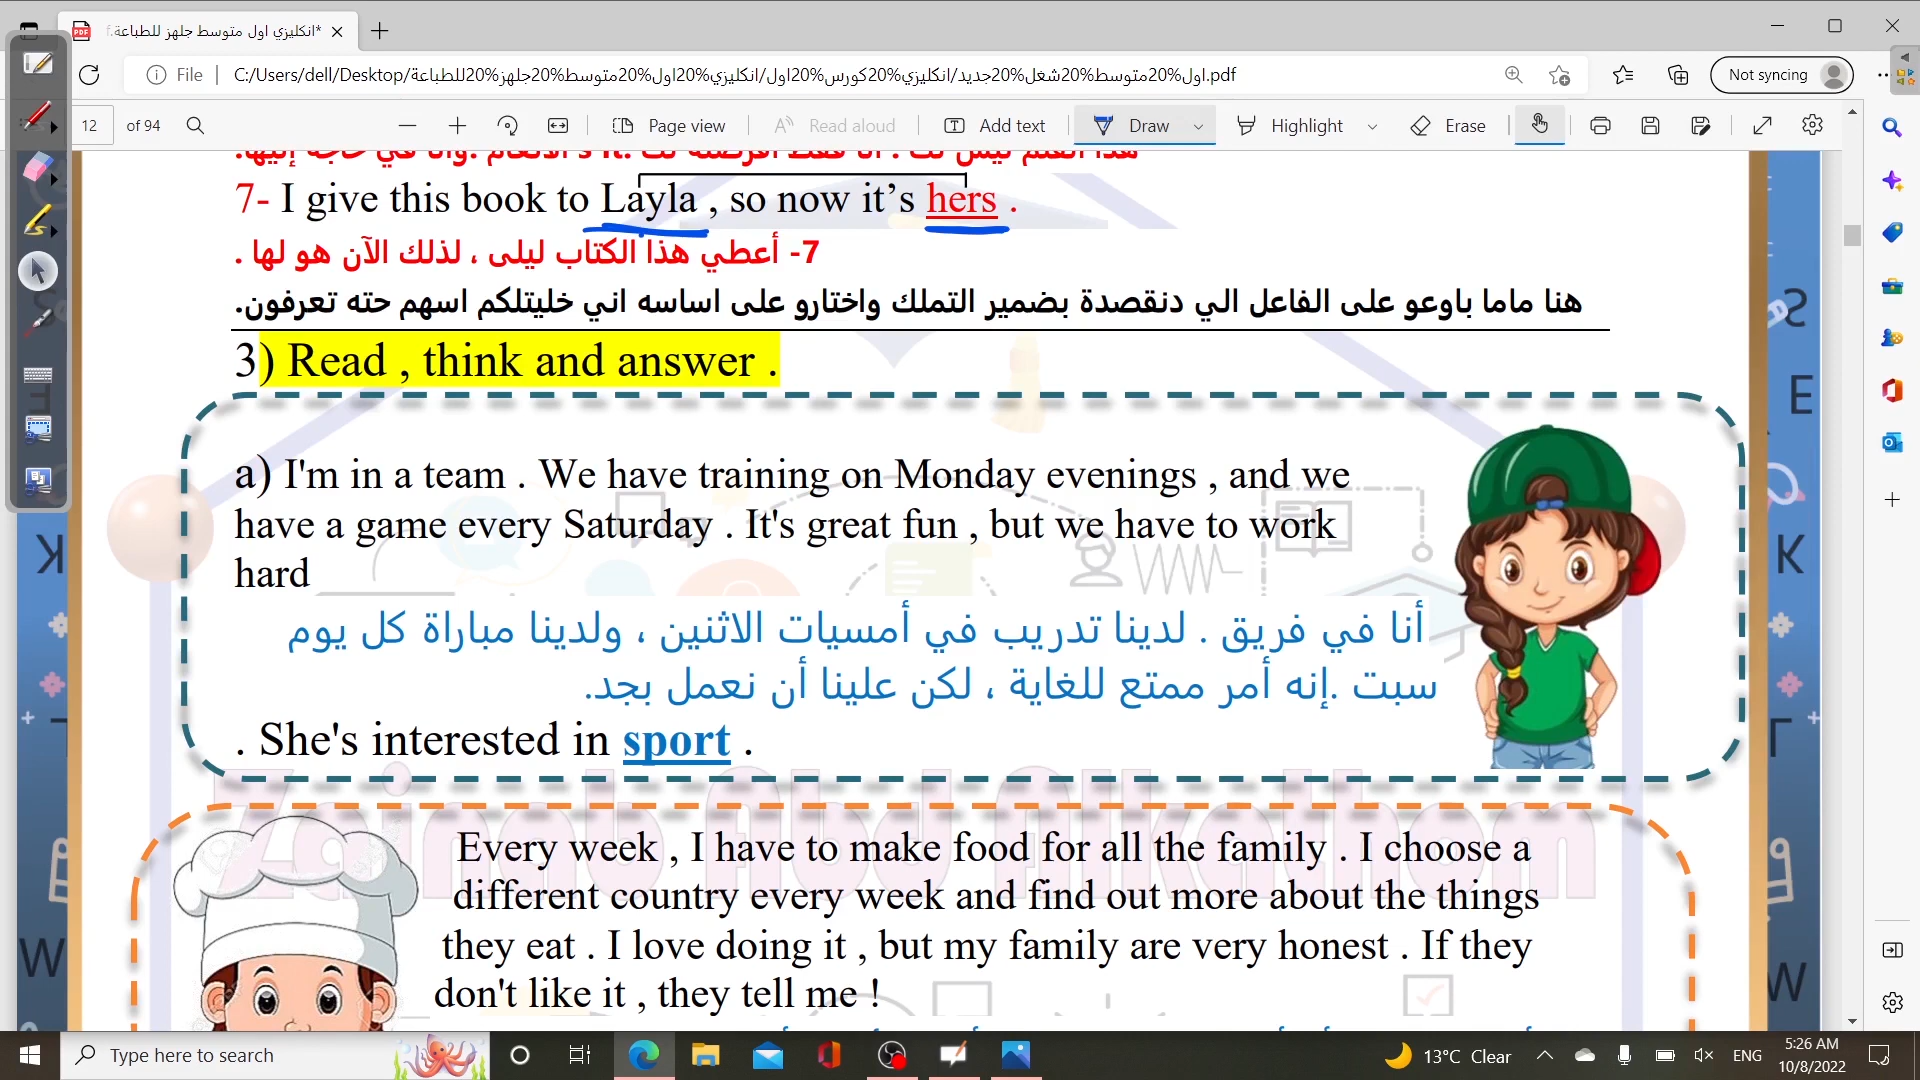 *انكليزي اول متوسط جلهز للطباعة.f
File
C:/Users/dell/Desktop/اول%20متوسط%20شغل%20جديد/انكليزي%20كورس%20اول/انكليزي%20اول%20متوسط%20جلهز%20للطباعة.pdf
Not syncing
12 of 94
Page view
Read aloud
Add text
Draw
Highlight
Erase
7- I give this book to Layla , so now it’s hers .
7- أعطي هذا الكتاب ليلى ، لذلك الآن هو لها .
هنا ماما باوعو على الفاعل الي دنقصدة بضمير التملك واختارو على اساسه اني خليتلكم اسهم حته تعرفون.
3) Read , think and answer .
a) I'm in a team . We have training on Monday evenings , and we
have a game every Saturday . It's great fun , but we have to work
hard
أنا في فريق . لدينا تدريب في أمسيات الاثنين ، ولدينا مباراة كل يوم
سبت .إنه أمر ممتع للغاية ، لكن علينا أن نعمل بجد.
. She's interested in sport .
Zainab Abd Alkathom
Every week , I have to make food for all the family . I choose a
different country every week and find out more about the things
they eat . I love doing it , but my family are very honest . If they
don't like it , they tell me !
Type here to search
13°C Clear
ENG
5:26 AM
10/8/2022